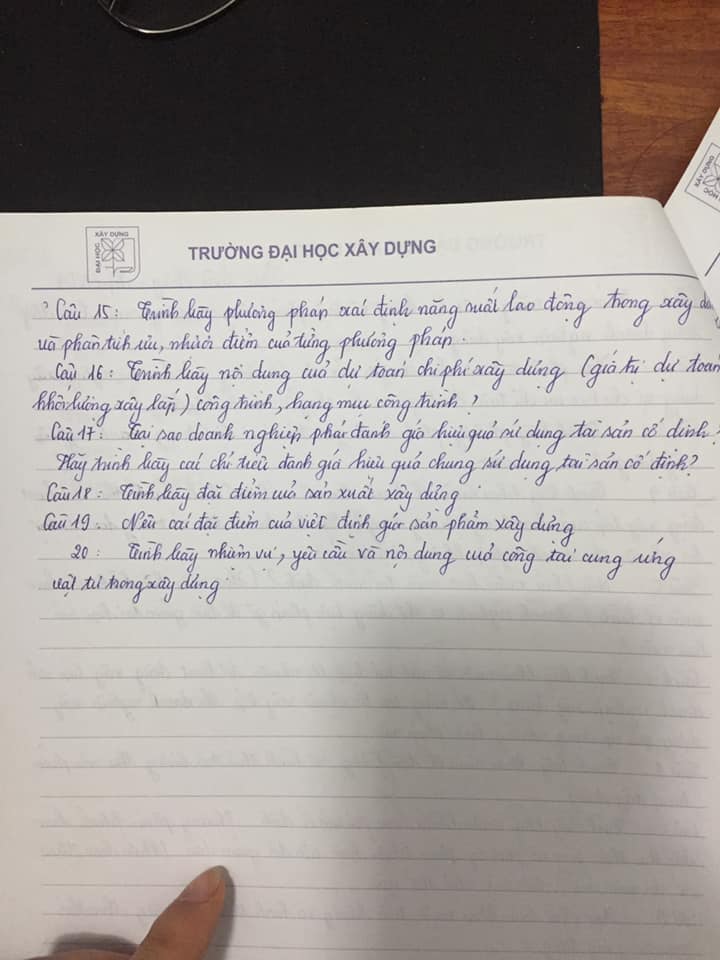 XÂY DỰNG
ĐẠI HỌC
XÂY DỰNG
HỌC
TRƯỜNG ĐẠI HỌC XÂY DỰNG
Câu 15: Trình bày phương pháp xác định năng suất lao động trong xây
và phân tích ưu, nhược điểm của từng phương pháp.
Câu 16: Trình bày nội dung của dự toán chi phí xây dựng (giá trị dự toán
khối lượng xây lắp) công trình, hạng mục công trình?
Câu 17: Tại sao doanh nghiệp phải đánh giá hiệu quả sử dụng tài sản cố định?
Hãy trình bày các chỉ tiêu đánh giá hiệu quả chung sử dụng tài sản cố định?
Câu 18: Trình bày đặc điểm của sản xuất xây dựng
Câu 19. Nêu các đặc điểm của việc định giá sản phẩm xây dựng
20: Trình bày nhiệm vụ, yêu cầu và nội dung của công tác cung ứng
vật tư trong xây dựng.